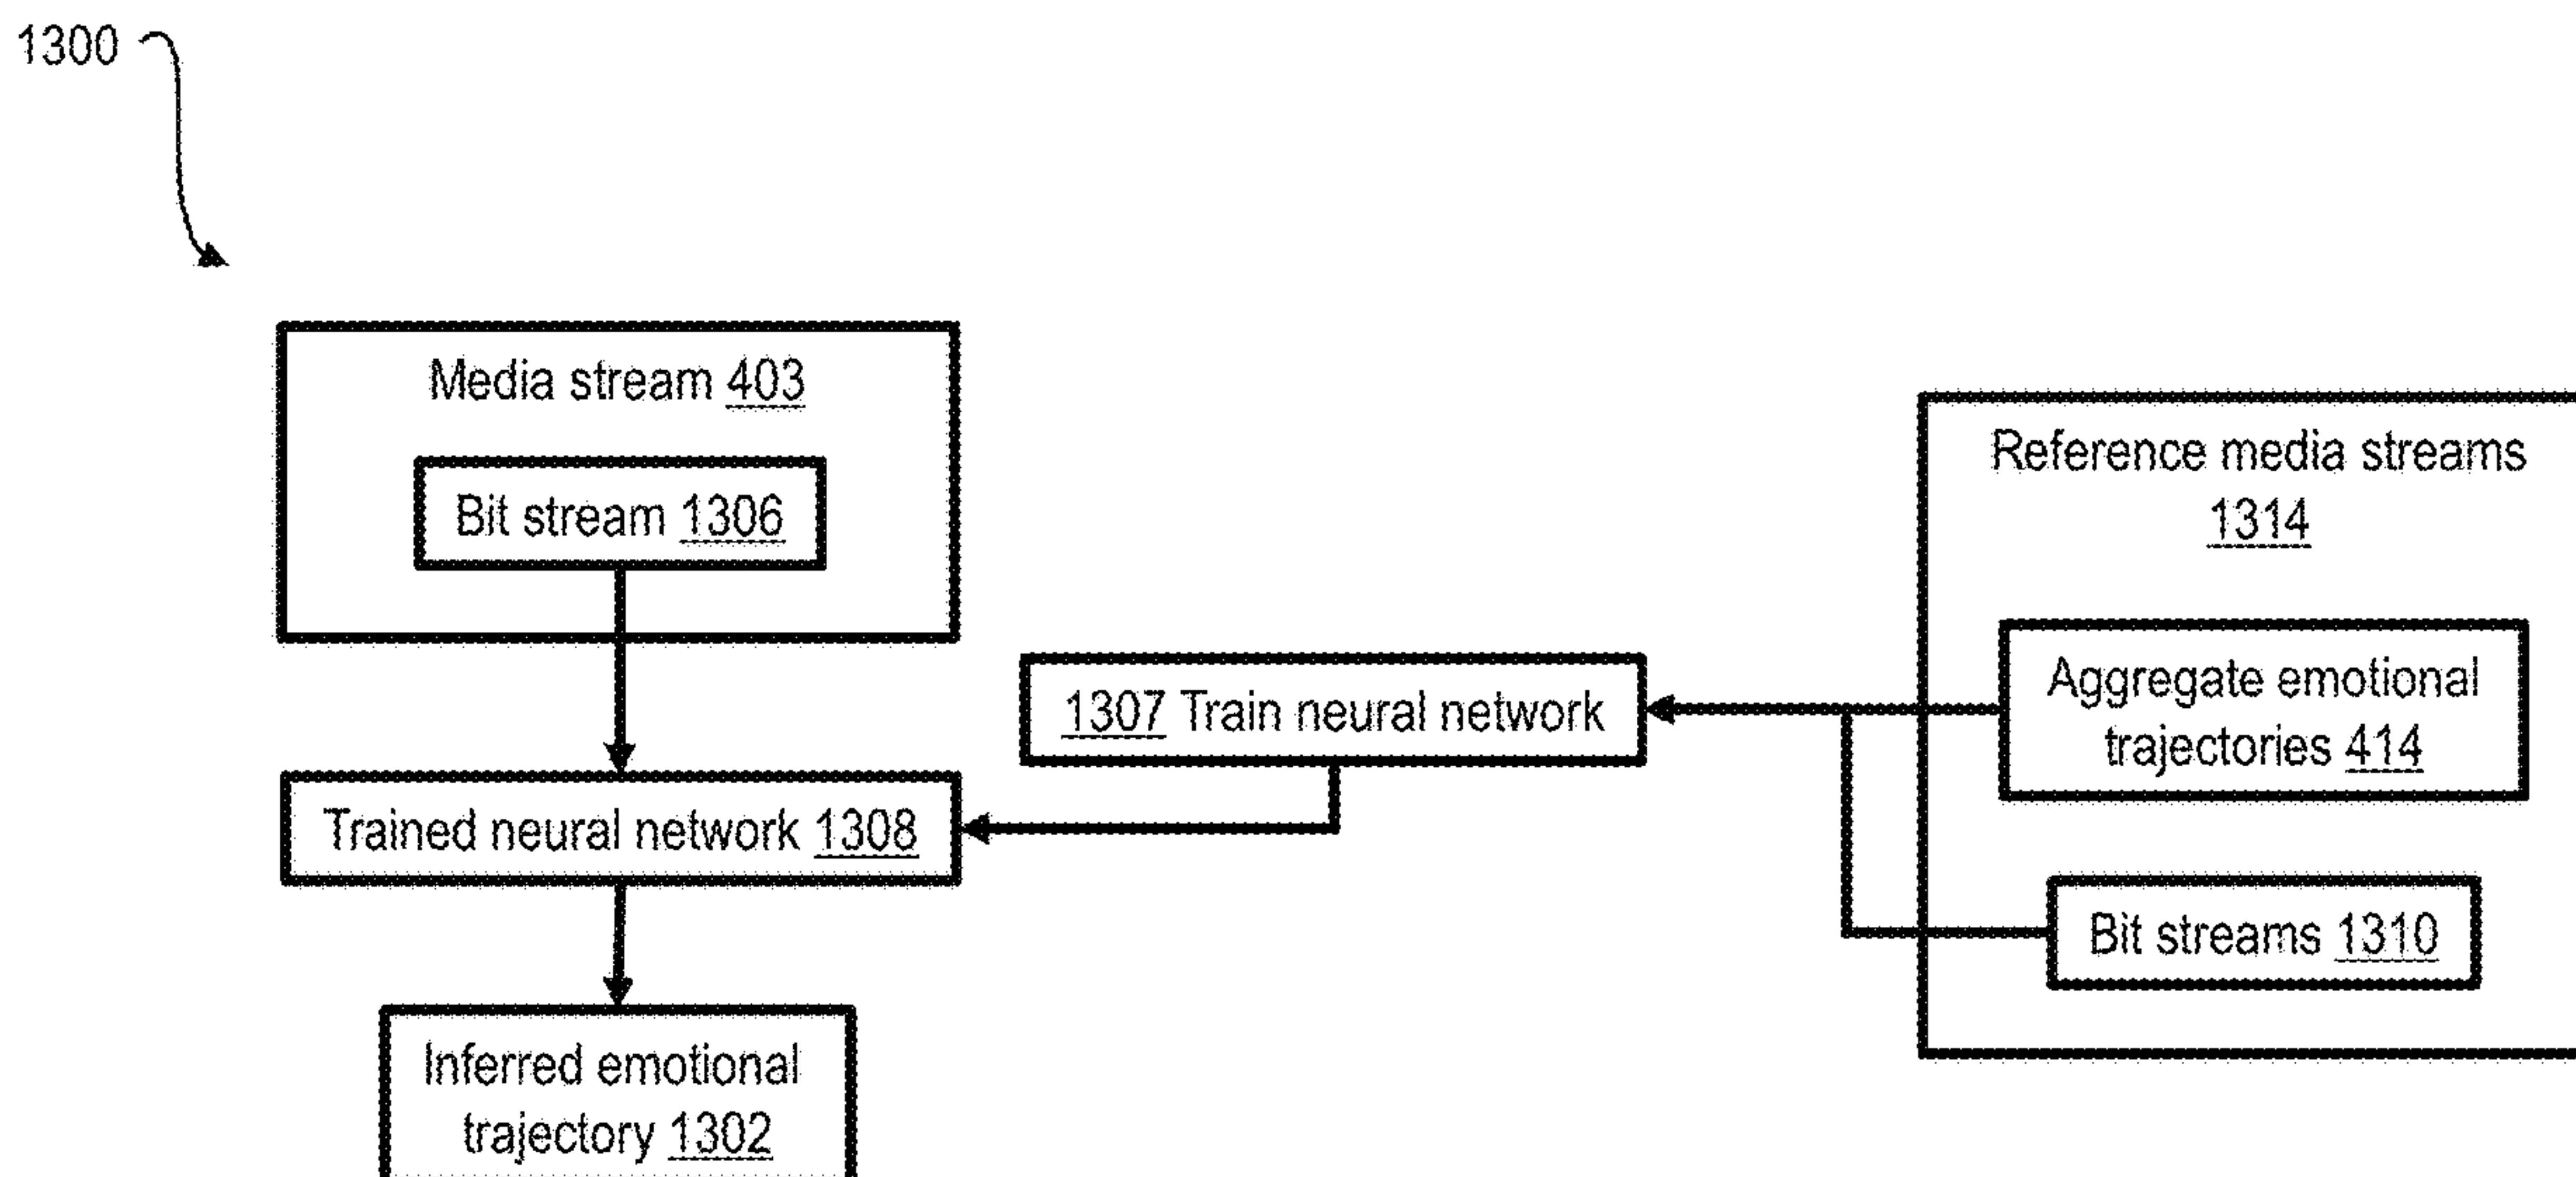 1300
Media stream 403
Bit stream 1306
Reference media streams
1314
1307 Train neural network
Aggregate emotional
trajectories 414
Trained neural network 1308
Bit streams 1310
Inferred emotional
trajectory 1302